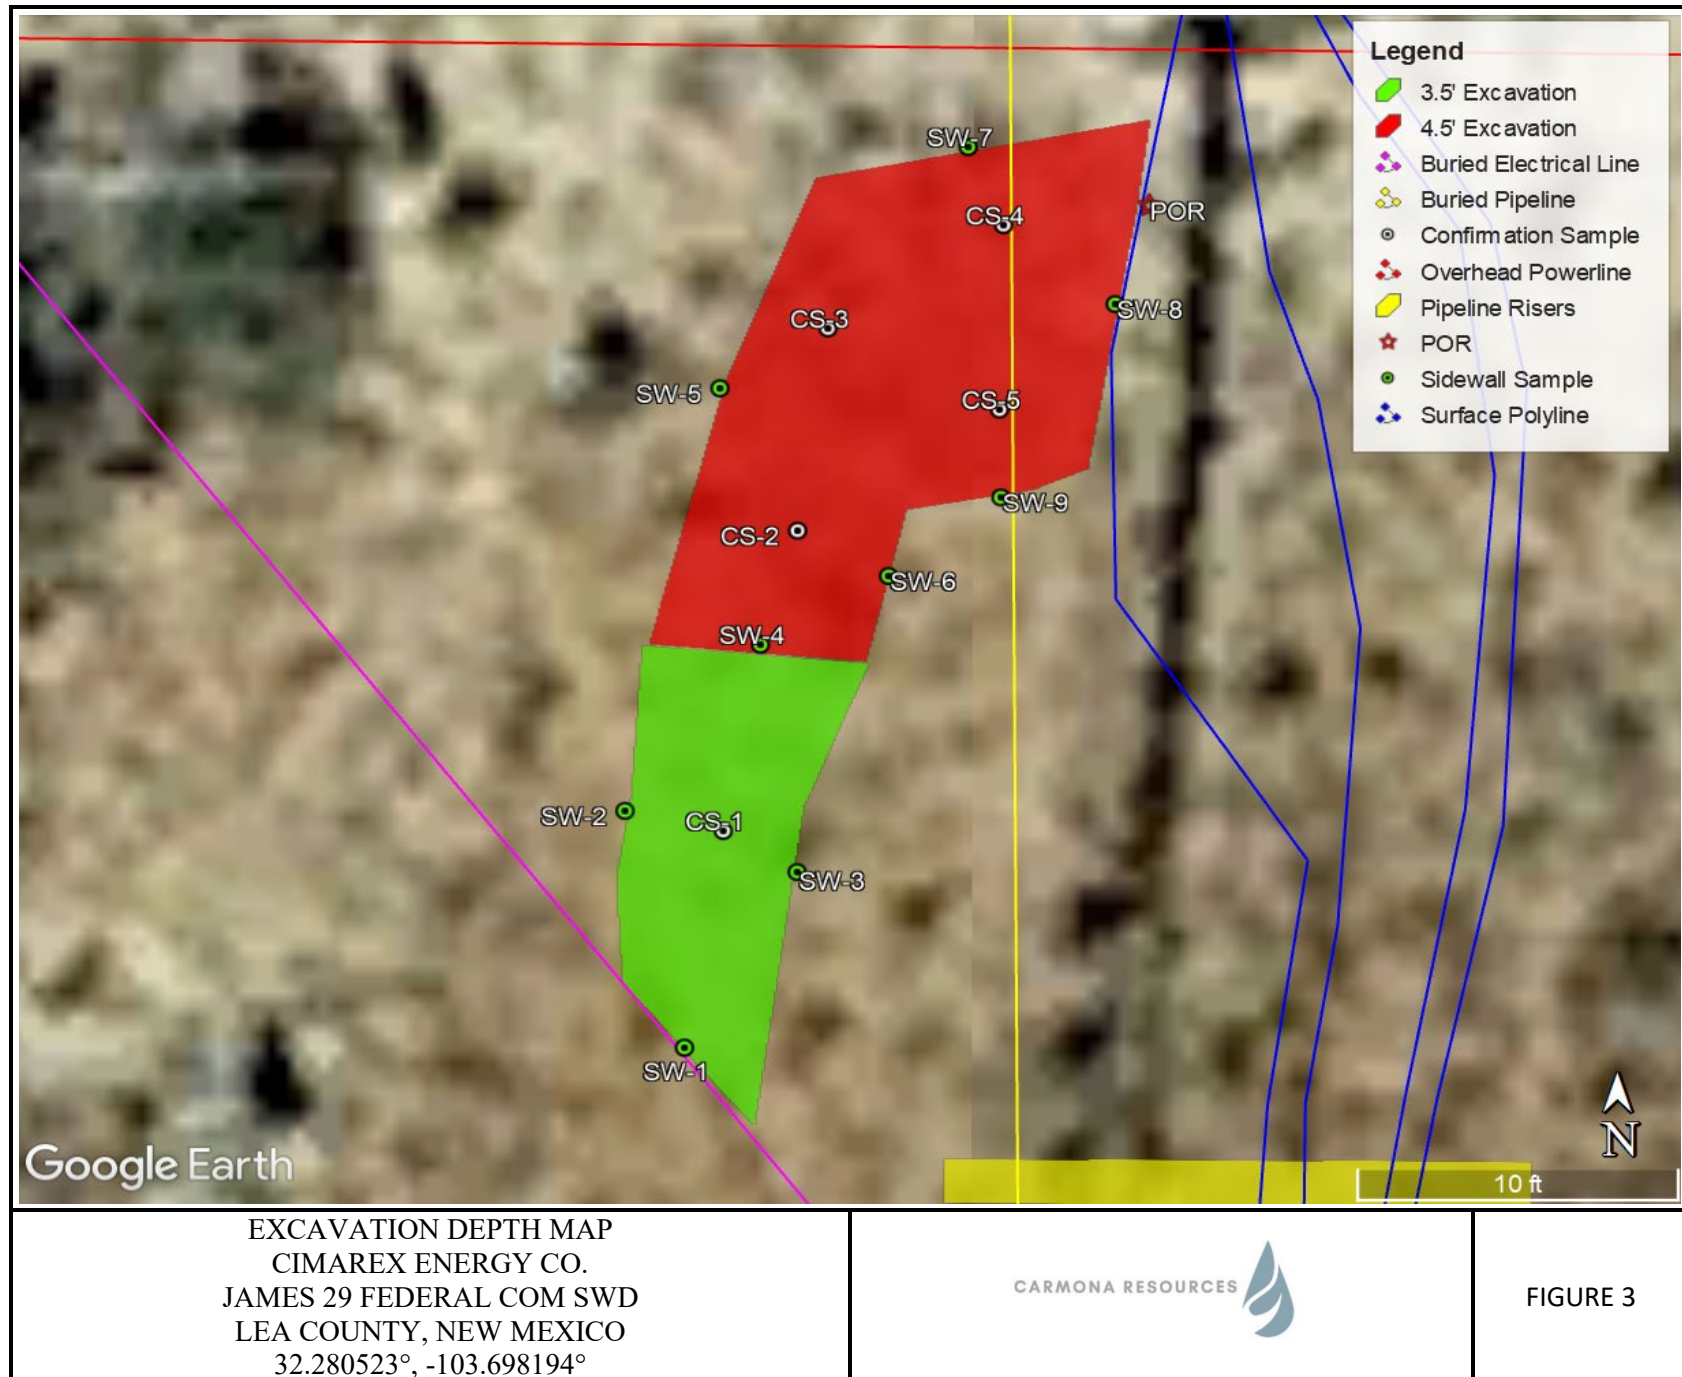 Legend
3.5' Excavation
4.5' Excavation
Buried Electrical Line
Buried Pipeline
Confirmation Sample
Overhead Powerline
Pipeline Risers
POR
Sidewall Sample
Surface Polyline
SW-7
CS-4
POR
SW-8
CS-3
SW-5
CS-5
SW-9
CS-2
SW-6
SW-4
SW-2
CS-1
SW-3
SW-1
N
Google Earth
10 ft
EXCAVATION DEPTH MAP
CIMAREX ENERGY CO.
JAMES 29 FEDERAL COM SWD
LEA COUNTY, NEW MEXICO
32.280523°, -103.698194°
CARMONA RESOURCES
FIGURE 3